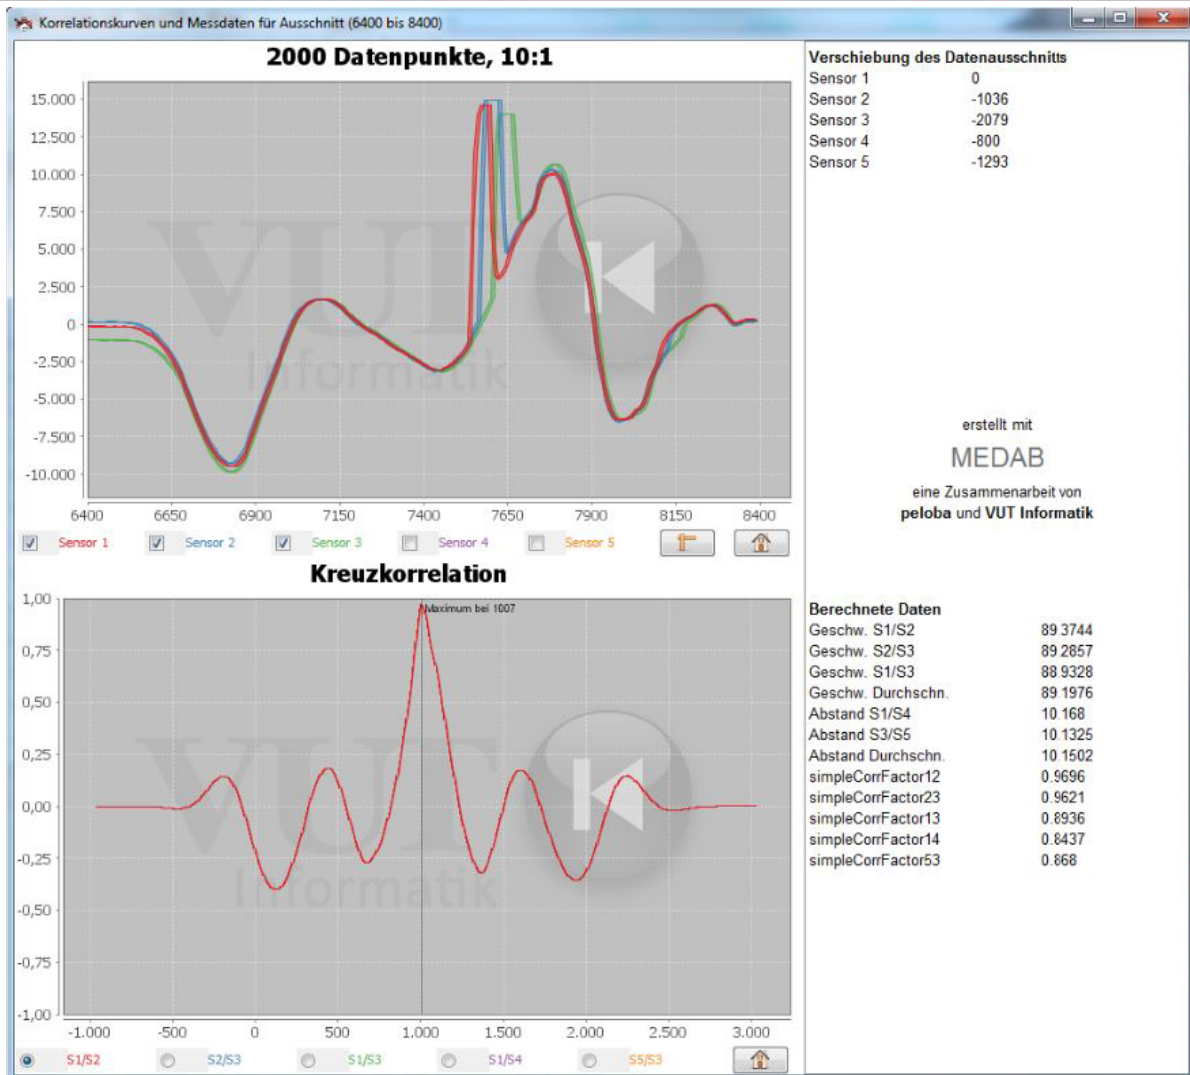 Korrelationskurven und Messdaten für Ausschnitt (6400 bis 8400)
2000 Datenpunkte, 10:1
15.000
12.500
10.000
7.500
5.000
2.500
0
-2.500
-5.000
-7.500
-10.000
VUT
Informatik
6400 6650 6900 7150 7400 7650 7900 8150 8400
Sensor 1 Sensor 2 Sensor 3 Sensor 4 Sensor 5
Verschiebung des Datenausschnitts
Sensor 1 0
Sensor 2 -1036
Sensor 3 -2079
Sensor 4 -800
Sensor 5 -1293
erstellt mit
MEDAB
eine Zusammenarbeit von
peloba und VUT Informatik
Kreuzkorrelation
Maximum bei 1007
1,00
0,75
0,50
0,25
0,00
-0,25
-0,50
-0,75
-1,00
VUT
Informatik
-1.000 -500 0 500 1.000 1.500 2.000 2.500 3.000
S1/S2 S2/S3 S1/S3 S1/S4 S5/S3
Berechnete Daten
Geschw. S1/S2 89.3744
Geschw. S2/S3 89.2857
Geschw. S1/S3 88.9328
Geschw. Durchschn. 89.1976
Abstand S1/S4 10.168
Abstand S3/S5 10.1325
Abstand Durchschn. 10.1502
simpleCorrFactor12 0.9696
simpleCorrFactor23 0.9621
simpleCorrFactor13 0.8936
simpleCorrFactor14 0.8437
simpleCorrFactor53 0.868